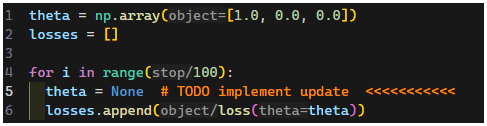 1 theta = np.array(object=[1.0, 0.0, 0.0])
2 losses = []
3
4 for i in range(stop/100):
5 theta = None # TODO implement update <<<<<<<<<<<
6 losses.append(object/loss(theta=theta))